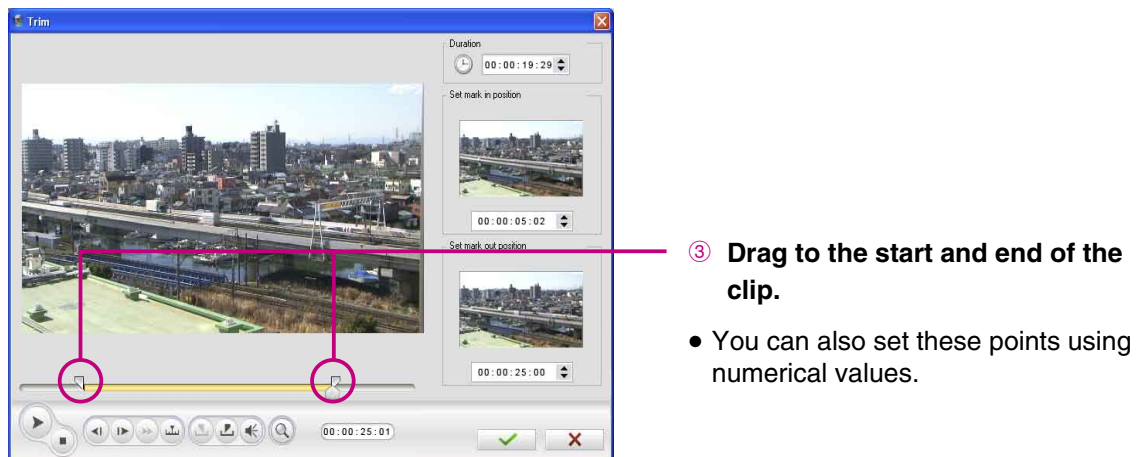 Trim
Duration
00:00:19:29
Set mark in position
00:00:05:02
Set mark out position
00:00:25:00
00:00:25:01
③ Drag to the start and end of the
clip.
● You can also set these points using
numerical values.